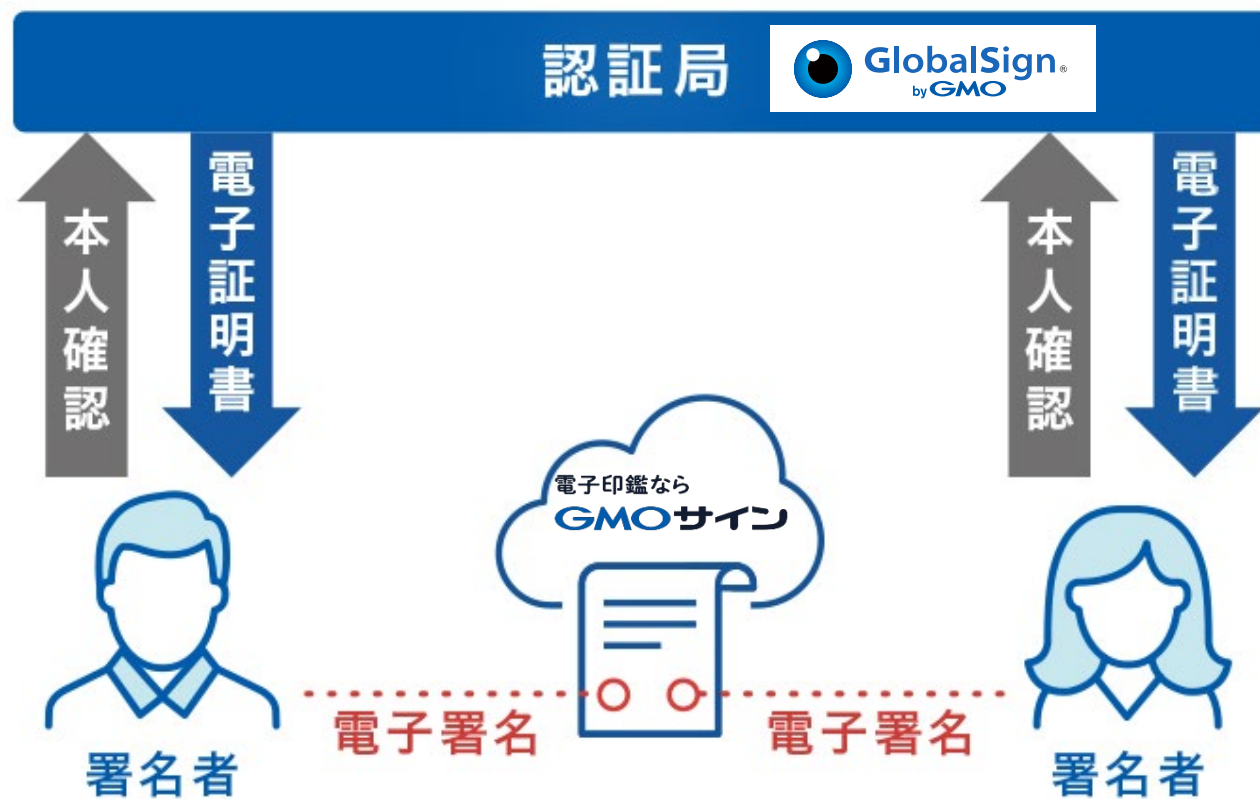 認証局
GlobalSign®
by GMO
本人確認
電子証明書
本人確認
電子証明書
電子印鑑なら
GMOサイン
電子署名
電子署名
署名者
署名者